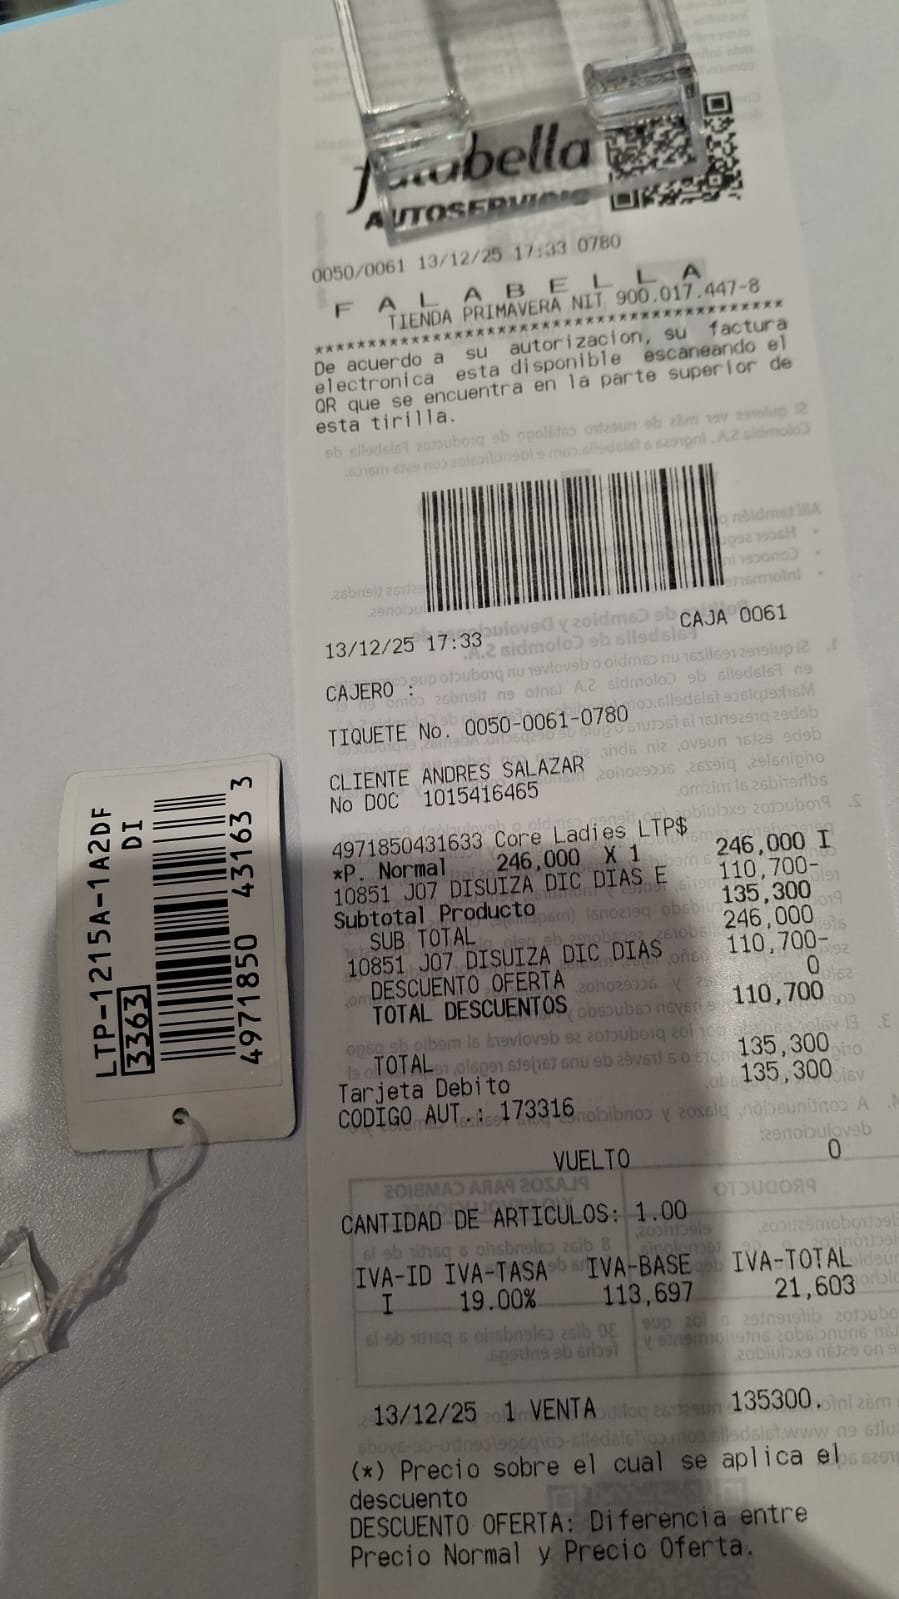 AUTOSERVICIO
0050/0061 13/12/25 17:33 0780
F A L A B E L L A
TIENDA PRIMAVERA NIT 900.017.447-8
****************************************
De acuerdo a su autorizacion, su factura
electronica esta disponible escaneando el
QR que se encuentra en la parte superior de
esta tirilla.
13/12/25 17:33 CAJA 0061
CAJERO :
TIQUETE No. 0050-0061-0780
CLIENTE ANDRES SALAZAR
No DOC 1015416465
4971850431633 Core Ladies LTP$
*P. Normal 246,000 X 1 246,000 I
10851 J07 DISUIZA DIC DIAS E 110,700-
Subtotal Producto 135,300
SUB TOTAL 246,000
10851 J07 DISUIZA DIC DIAS 110,700-
DESCUENTO OFERTA 0
TOTAL DESCUENTOS 110,700
TOTAL 135,300
Tarjeta Debito 135,300
CODIGO AUT.: 173316
VUELTO 0
CANTIDAD DE ARTICULOS: 1.00
IVA-ID IVA-TASA IVA-BASE IVA-TOTAL
I 19.00% 113,697 21,603
13/12/25 1 VENTA 135300.
(*) Precio sobre el cual se aplica el
descuento
DESCUENTO OFERTA: Diferencia entre
Precio Normal y Precio Oferta.
LTP-1215A-1A2DF
3363 DI
4971850 43163 3